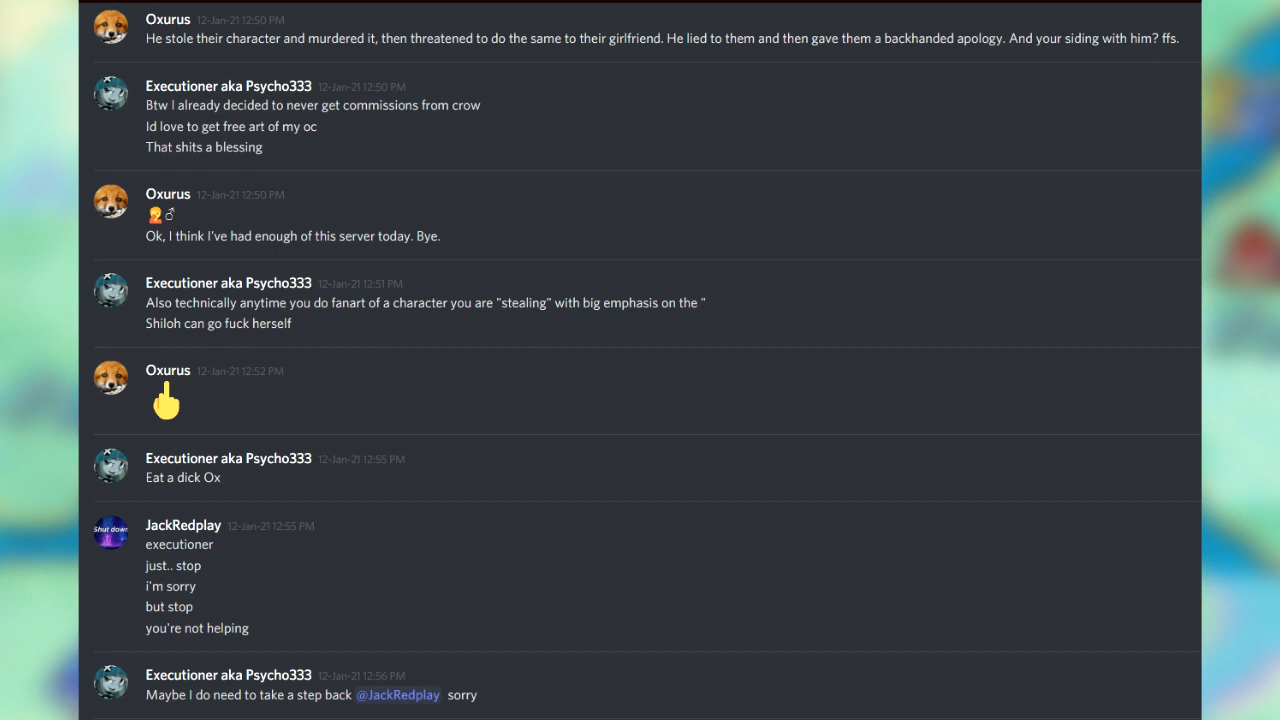 Oxurus 12-Jan-21 12:50 PM
He stole their character and murdered it, then threatened to do the same to their girlfriend. He lied to them and then gave them a backhanded apology. And your siding with him? ffs.
Executioner aka Psycho333 12-Jan-21 12:50 PM
Btw I already decided to never get commissions from crow
Id love to get free art of my oc
That shits a blessing
Oxurus 12-Jan-21 12:50 PM
🤦♂
Ok, I think I've had enough of this server today. Bye.
Executioner aka Psycho333 12-Jan-21 12:51 PM
Also technically anytime you do fanart of a character you are "stealing" with big emphasis on the "
Shiloh can go fuck herself
Oxurus 12-Jan-21 12:52 PM
🖕
Executioner aka Psycho333 12-Jan-21 12:55 PM
Eat a dick Ox
Shut down
JackRedplay 12-Jan-21 12:55 PM
executioner
just.. stop
i'm sorry
but stop
you're not helping
Executioner aka Psycho333 12-Jan-21 12:56 PM
Maybe I do need to take a step back @JackRedplay sorry